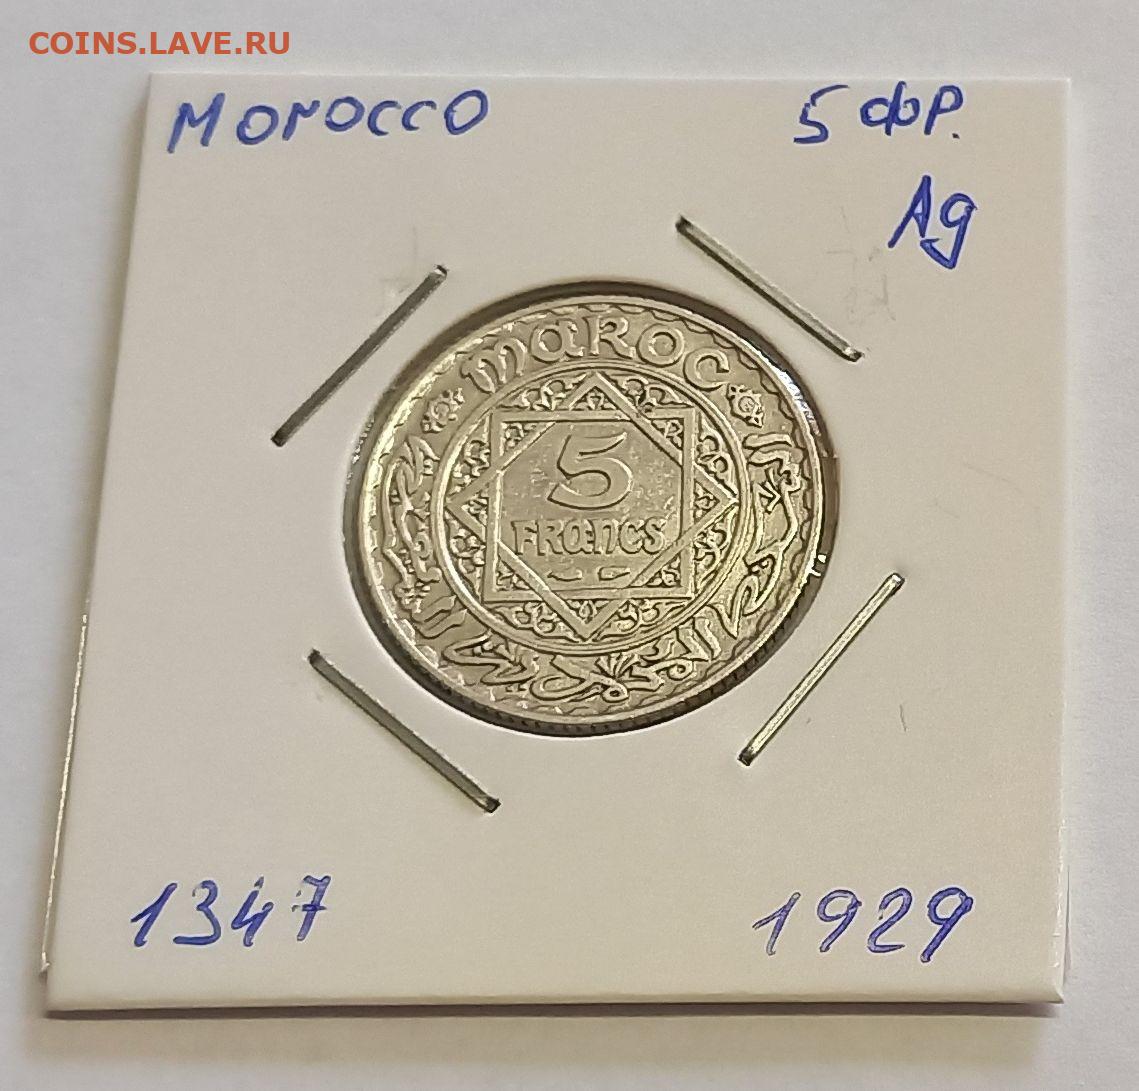 COINS.LAVE.RU
Morocco
5 фр.
Ag
MAROC
5
FRANCS
1347
1929